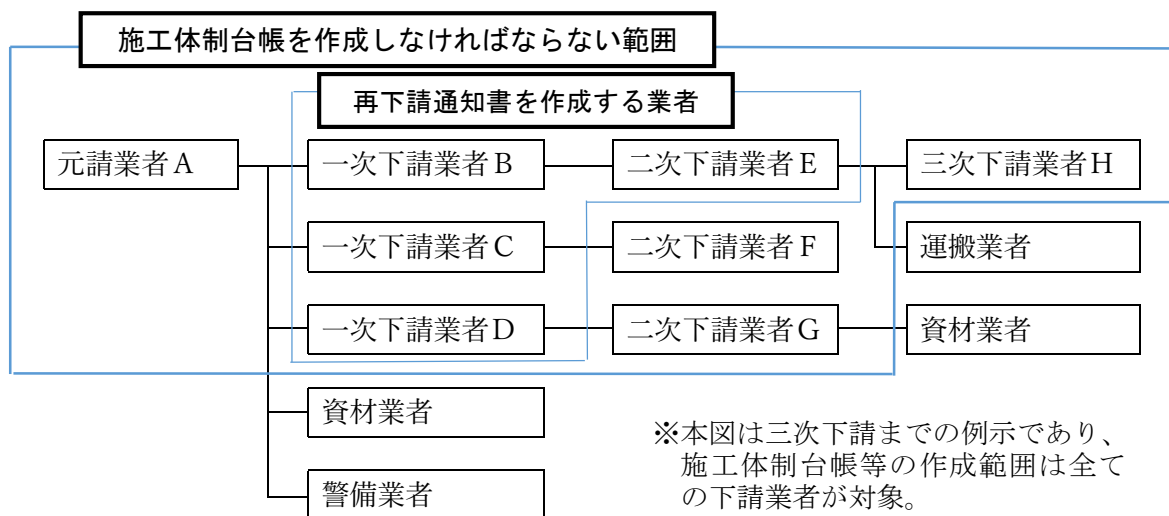 施工体制台帳を作成しなければならない範囲
再下請通知書を作成する業者
元請業者A
一次下請業者B
二次下請業者E
三次下請業者H
一次下請業者C
二次下請業者F
運搬業者
一次下請業者D
二次下請業者G
資材業者
資材業者
警備業者
※本図は三次下請までの例示であり、
施工体制台帳等の作成範囲は全て
の下請業者が対象。